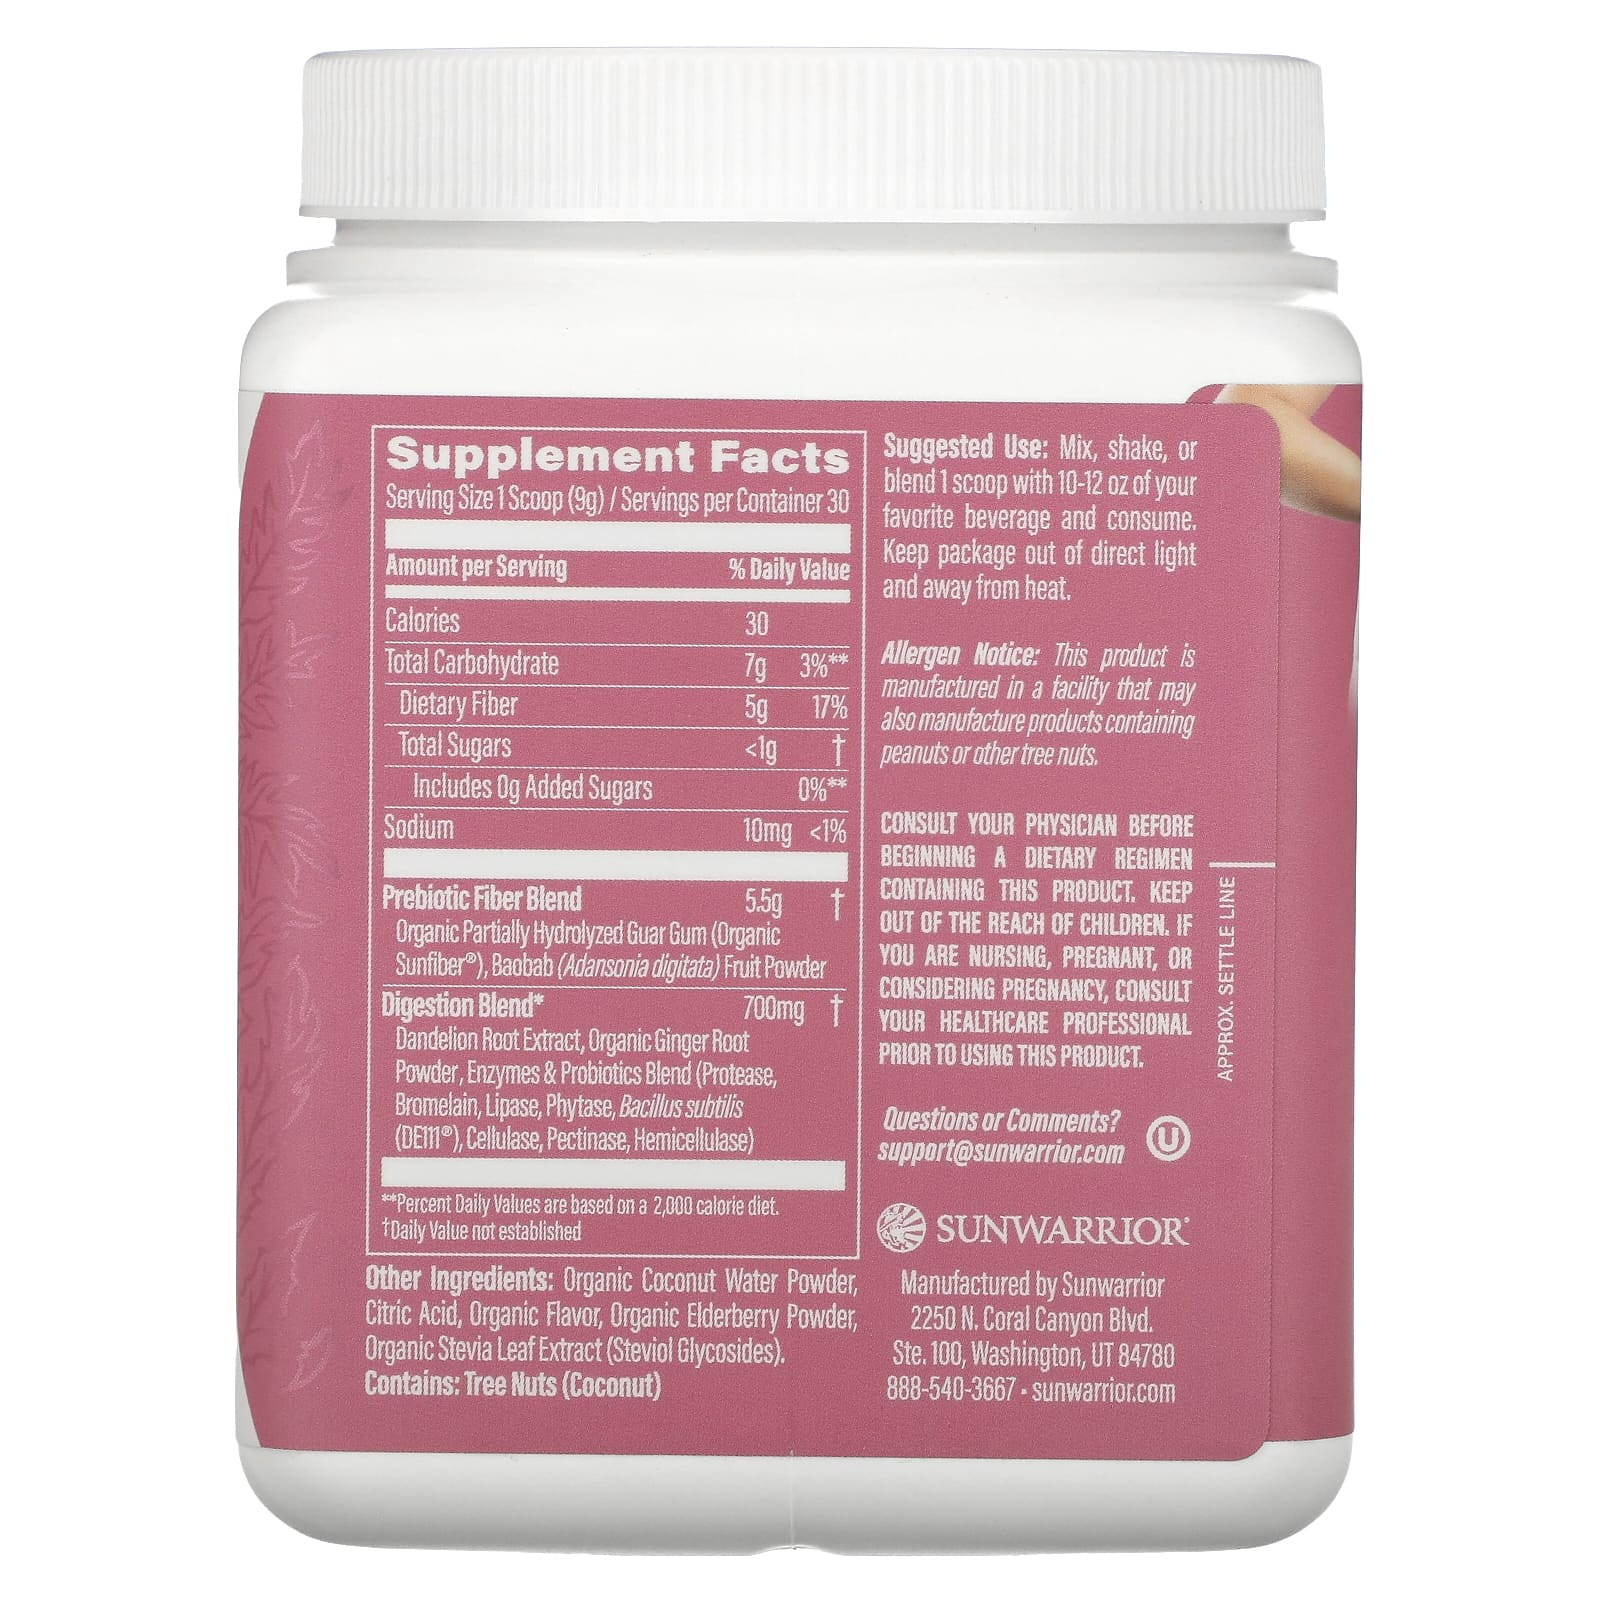 Supplement Facts
Serving Size 1 Scoop (9g) / Servings per Container 30
Amount per Serving % Daily Value
Calories 30
Total Carbohydrate 7g 3%**
Dietary Fiber 5g 17%
Total Sugars <1g †
Includes 0g Added Sugars 0%**
Sodium 10mg <1%
Prebiotic Fiber Blend 5.5g †
Organic Partially Hydrolyzed Guar Gum (Organic
Sunfiber®), Baobab (Adansonia digitata) Fruit Powder
Digestion Blend* 700mg †
Dandelion Root Extract, Organic Ginger Root
Powder, Enzymes & Probiotics Blend (Protease,
Bromelain, Lipase, Phytase, Bacillus subtilis
(DE111®), Cellulase, Pectinase, Hemicellulase)
**Percent Daily Values are based on a 2,000 calorie diet.
†Daily Value not established
Other Ingredients: Organic Coconut Water Powder,
Citric Acid, Organic Flavor, Organic Elderberry Powder,
Organic Stevia Leaf Extract (Steviol Glycosides).
Contains: Tree Nuts (Coconut)
Suggested Use: Mix, shake, or
blend 1 scoop with 10-12 oz of your
favorite beverage and consume.
Keep package out of direct light
and away from heat.
Allergen Notice: This product is
manufactured in a facility that may
also manufacture products containing
peanuts or other tree nuts.
CONSULT YOUR PHYSICIAN BEFORE
BEGINNING A DIETARY REGIMEN
CONTAINING THIS PRODUCT. KEEP
OUT OF THE REACH OF CHILDREN. IF
YOU ARE NURSING, PREGNANT, OR
CONSIDERING PREGNANCY, CONSULT
YOUR HEALTHCARE PROFESSIONAL
PRIOR TO USING THIS PRODUCT.
APPROX. SETTLE LINE
Questions or Comments?
support@sunwarrior.com
U
SUNWARRIOR®
Manufactured by Sunwarrior
2250 N. Coral Canyon Blvd.
Ste. 100, Washington, UT 84780
888-540-3667 • sunwarrior.com